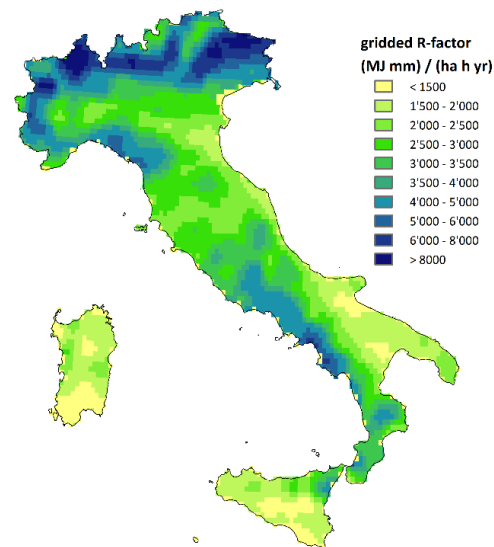 gridded R-factor
(MJ mm) / (ha h yr)
< 1500
1'500 - 2'000
2'000 - 2'500
2'500 - 3'000
3'000 - 3'500
3'500 - 4'000
4'000 - 5'000
5'000 - 6'000
6'000 - 8'000
> 8000